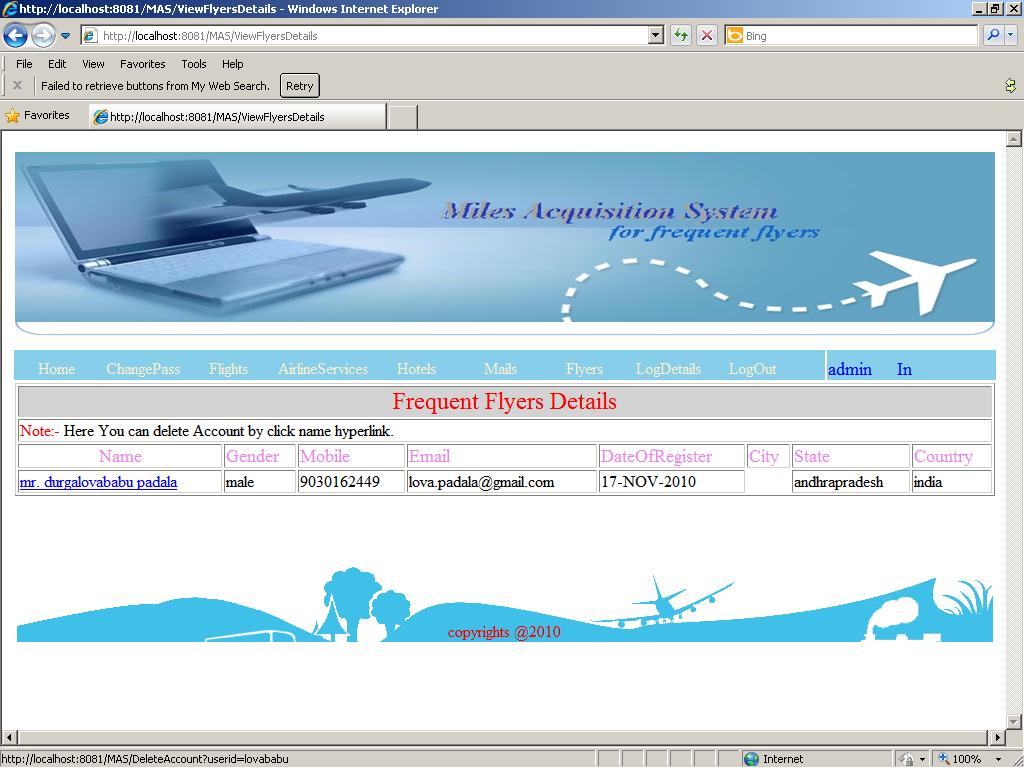 http://localhost:8081/MAS/ViewFlyersDetails - Windows Internet Explorer
http://localhost:8081/MAS/ViewFlyersDetails Bing
File Edit View Favorites Tools Help
Failed to retrieve buttons from My Web Search. Retry
Favorites http://localhost:8081/MAS/ViewFlyersDetails
Miles Acquisition System
for frequent flyers
Home ChangePass Flights AirlineServices Hotels Mails Flyers LogDetails LogOut admin In
Frequent Flyers Details
Note:- Here You can delete Account by click name hyperlink.
Name Gender Mobile Email DateOfRegister City State Country
mr. durgalovababu padala male 9030162449 lova.padala@gmail.com 17-NOV-2010 andhrapradesh india
copyrights @2010
http://localhost:8081/MAS/DeleteAccount?userid=lovababu Internet 100%